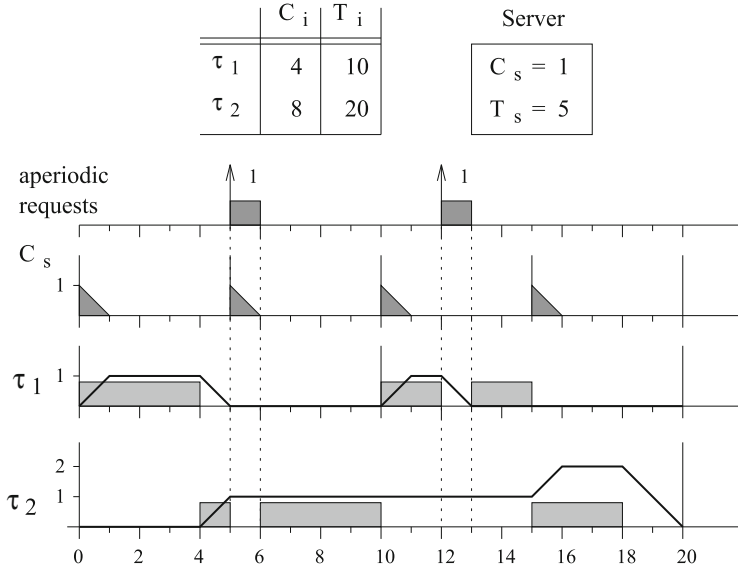 C i T i
τ 1 4 10
τ 2 8 20
Server
C s = 1
T s = 5
aperiodic
requests
1 1
C s
1
τ 1
1
τ 2
2
1
0 2 4 6 8 10 12 14 16 18 20